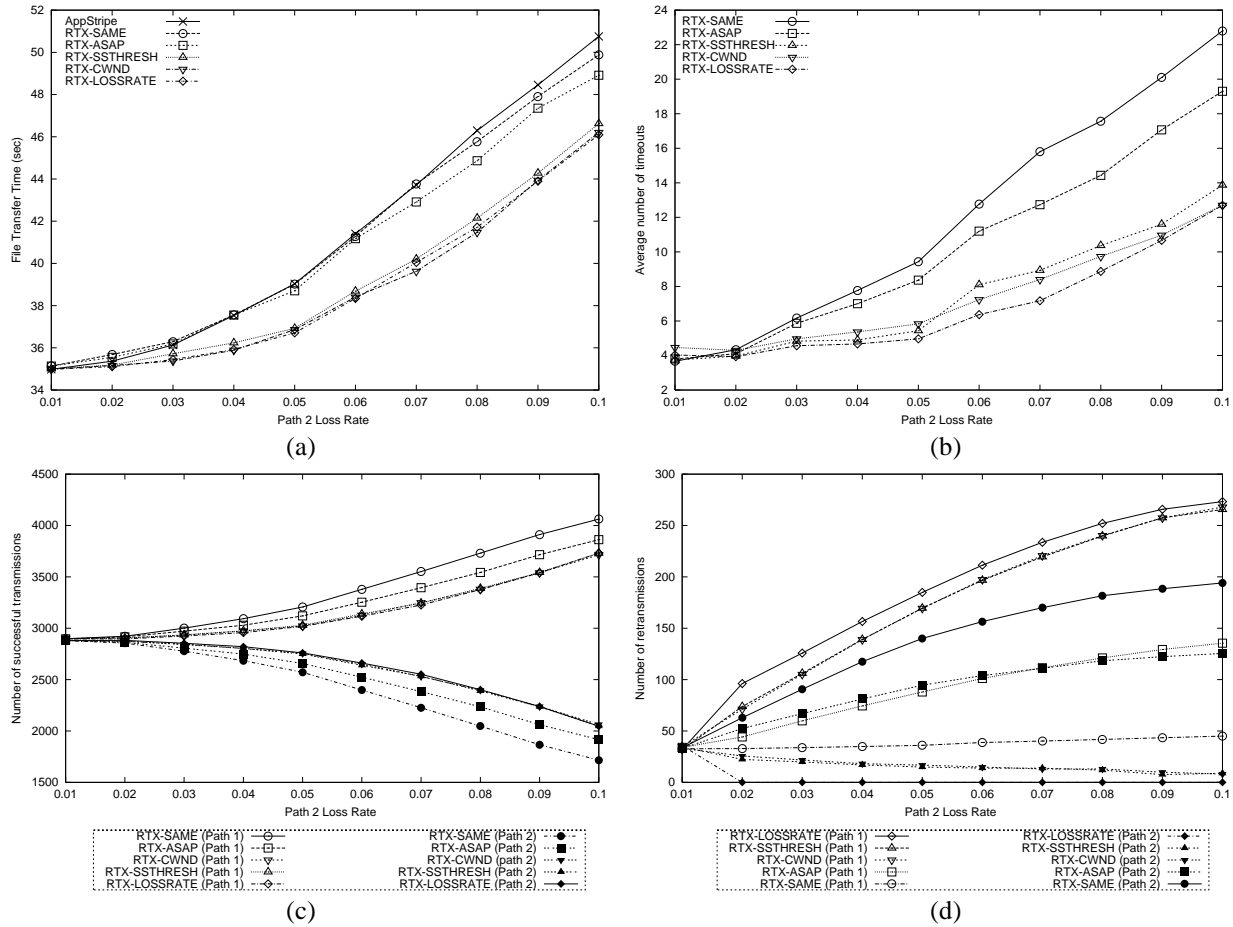 AppStripe
RTX-SAME
RTX-ASAP
RTX-SSTHRESH
RTX-CWND
RTX-LOSSRATE
File Transfer Time (sec)
52
50
48
46
44
42
40
38
36
34
0.01 0.02 0.03 0.04 0.05 0.06 0.07 0.08 0.09 0.1
Path 2 Loss Rate
(a)
RTX-SAME
RTX-ASAP
RTX-SSTHRESH
RTX-CWND
RTX-LOSSRATE
Average number of timeouts
24
22
20
18
16
14
12
10
8
6
4
2
0.01 0.02 0.03 0.04 0.05 0.06 0.07 0.08 0.09 0.1
Path 2 Loss Rate
(b)
Number of successful transmissions
4500
4000
3500
3000
2500
2000
1500
0.01 0.02 0.03 0.04 0.05 0.06 0.07 0.08 0.09 0.1
Path 2 Loss Rate
RTX-SAME (Path 1) RTX-SAME (Path 2)
RTX-ASAP (Path 1) RTX-ASAP (Path 2)
RTX-CWND (Path 1) RTX-CWND (path 2)
RTX-SSTHRESH (Path 1) RTX-SSTHRESH (Path 2)
RTX-LOSSRATE (Path 1) RTX-LOSSRATE (Path 2)
(c)
Number of retransmissions
300
250
200
150
100
50
0
0.01 0.02 0.03 0.04 0.05 0.06 0.07 0.08 0.09 0.1
Path 2 Loss Rate
RTX-LOSSRATE (Path 1) RTX-LOSSRATE (Path 2)
RTX-SSTHRESH (Path 1) RTX-SSTHRESH (Path 2)
RTX-CWND (Path 1) RTX-CWND (path 2)
RTX-ASAP (Path 1) RTX-ASAP (Path 2)
RTX-SAME (Path 1) RTX-SAME (Path 2)
(d)